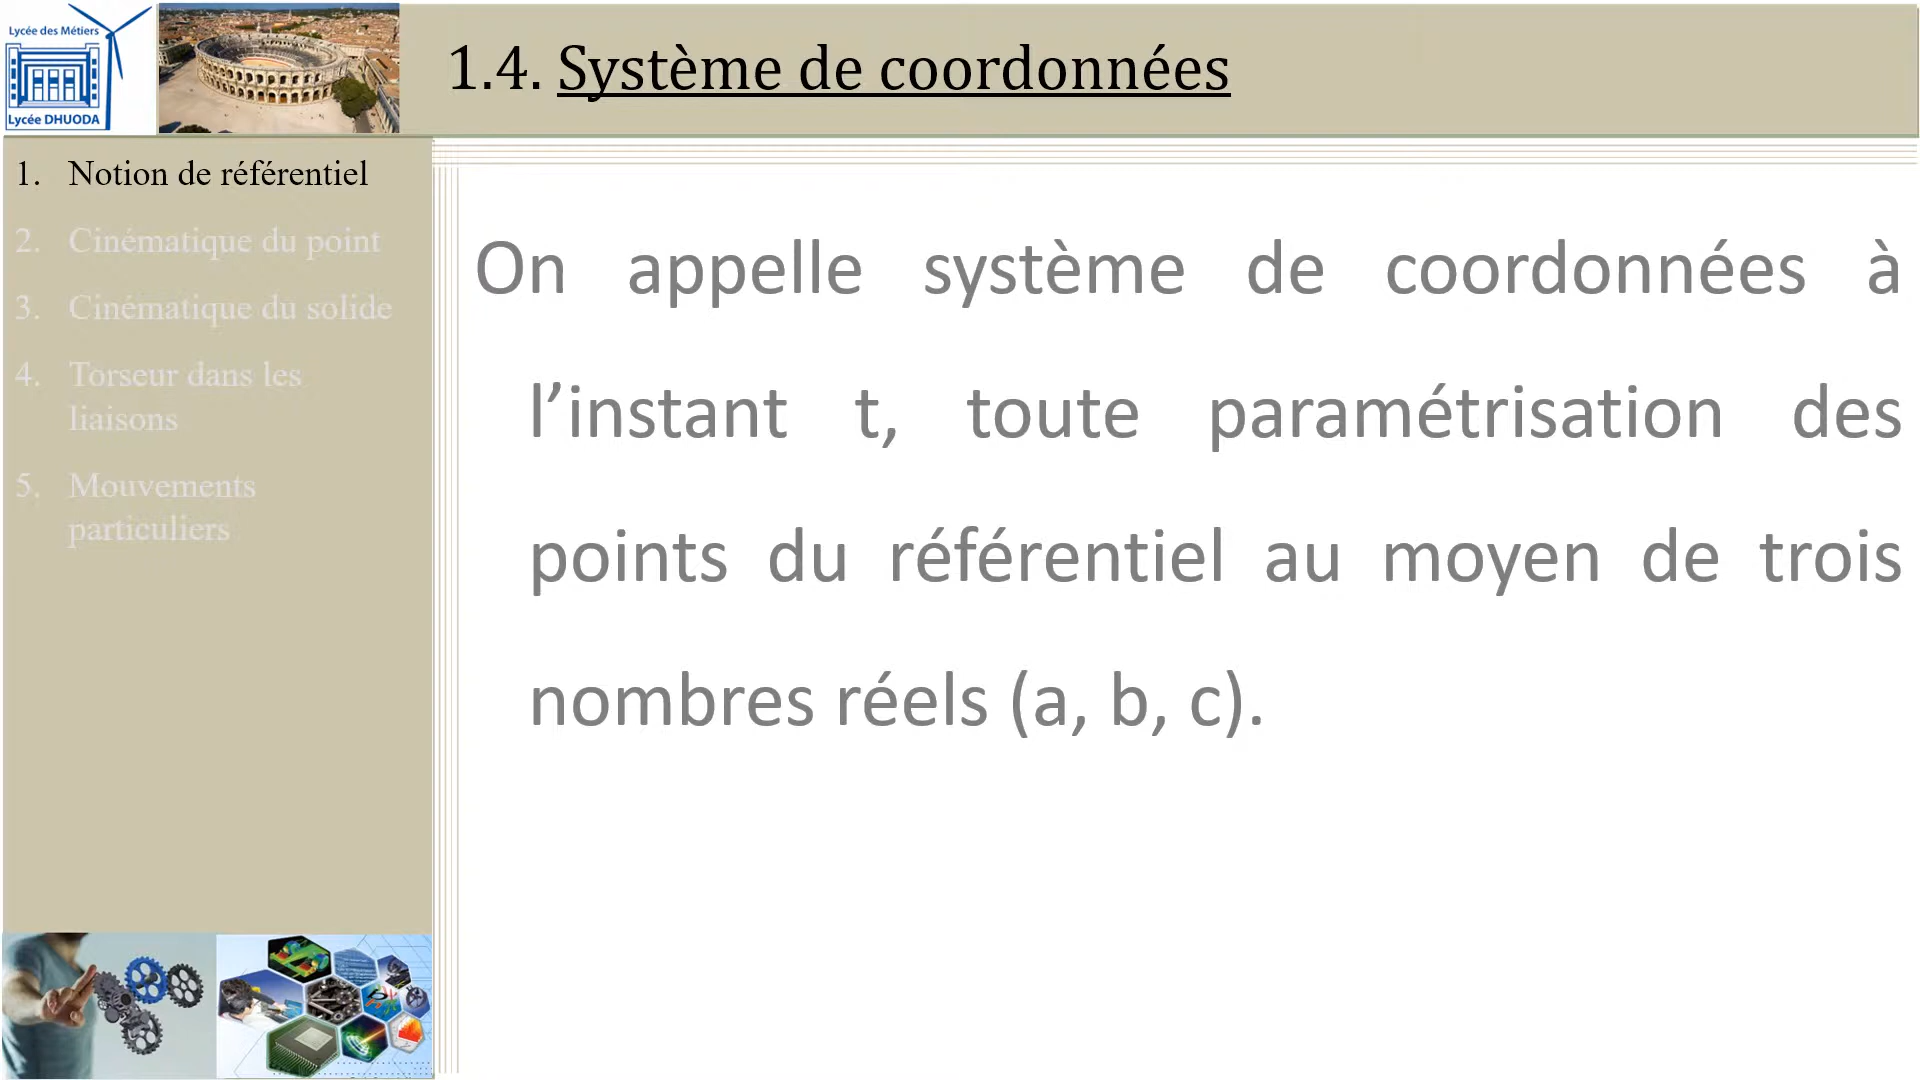 Lycée des Métiers
Lycée DHUODA
1.4. Système de coordonnées
1. Notion de référentiel
2. Cinématique du point
3. Cinématique du solide
4. Torseur dans les
liaisons
5. Mouvements
particuliers
On appelle système de coordonnées à
l’instant t, toute paramétrisation des
points du référentiel au moyen de trois
nombres réels (a, b, c).